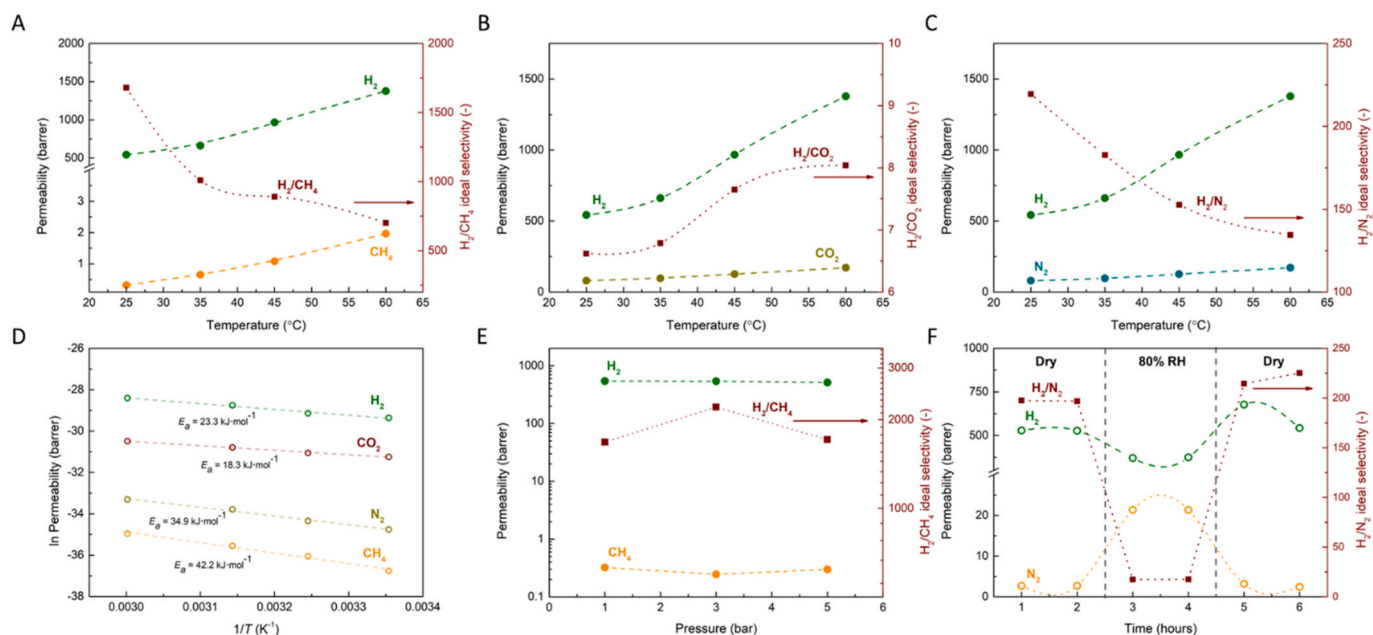 A
2000
1500
1000
500
3
2
1
Permeability (barrer)
H₂
H₂/CH₄
CH₄
2000
1500
1000
500
H₂/CH₄ ideal selectivity (-)
20 25 30 35 40 45 50 55 60 65
Temperature (°C)
B
1500
1000
500
0
Permeability (barrer)
H₂
H₂/CO₂
CO₂
10
9
8
7
6
H₂/CO₂ ideal selectivity (-)
20 25 30 35 40 45 50 55 60 65
Temperature (°C)
C
1500
1000
500
0
Permeability (barrer)
H₂
H₂/N₂
N₂
250
200
150
100
H₂/N₂ ideal selectivity (-)
20 25 30 35 40 45 50 55 60 65
Temperature (°C)
D
-26
-28
-30
-32
-34
-36
-38
ln Permeability (barrer)
H₂
Eₐ = 23.3 kJ·mol⁻¹
CO₂
Eₐ = 18.3 kJ·mol⁻¹
N₂
Eₐ = 34.9 kJ·mol⁻¹
CH₄
Eₐ = 42.2 kJ·mol⁻¹
0.0030 0.0031 0.0032 0.0033 0.0034
1/T (K⁻¹)
E
1000
100
10
1
0.1
Permeability (barrer)
H₂
H₂/CH₄
CH₄
3000
2000
1000
H₂/CH₄ ideal selectivity (-)
0 1 2 3 4 5 6
Pressure (bar)
F
1000
750
500
20
10
0
Permeability (barrer)
Dry
80% RH
Dry
H₂/N₂
H₂
N₂
250
200
150
100
50
0
H₂/N₂ ideal selectivity (-)
1 2 3 4 5 6
Time (hours)